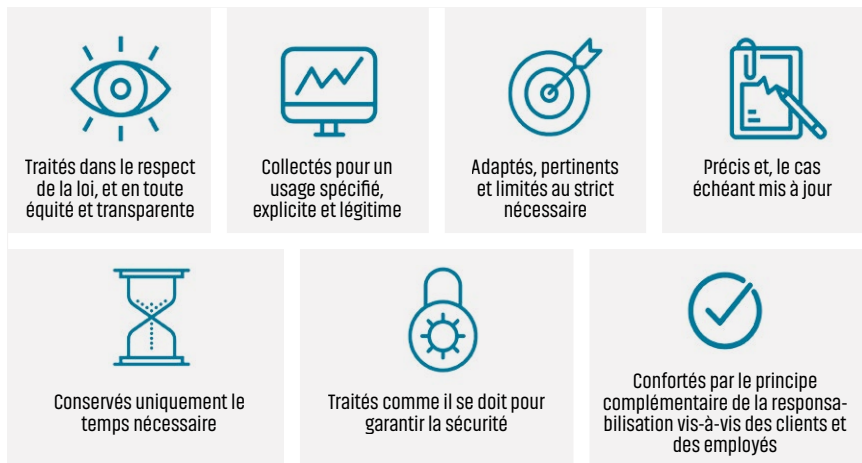 Traités dans le respect
de la loi, et en toute
équité et transparente
Collectés pour un
usage spécifié,
explicite et légitime
Adaptés, pertinents
et limités au strict
nécessaire
Précis et, le cas
échéant mis à jour
Conservés uniquement le
temps nécessaire
Traités comme il se doit pour
garantir la sécurité
Confortés par le principe
complémentaire de la responsa-
bilisation vis-à-vis des clients et
des employés